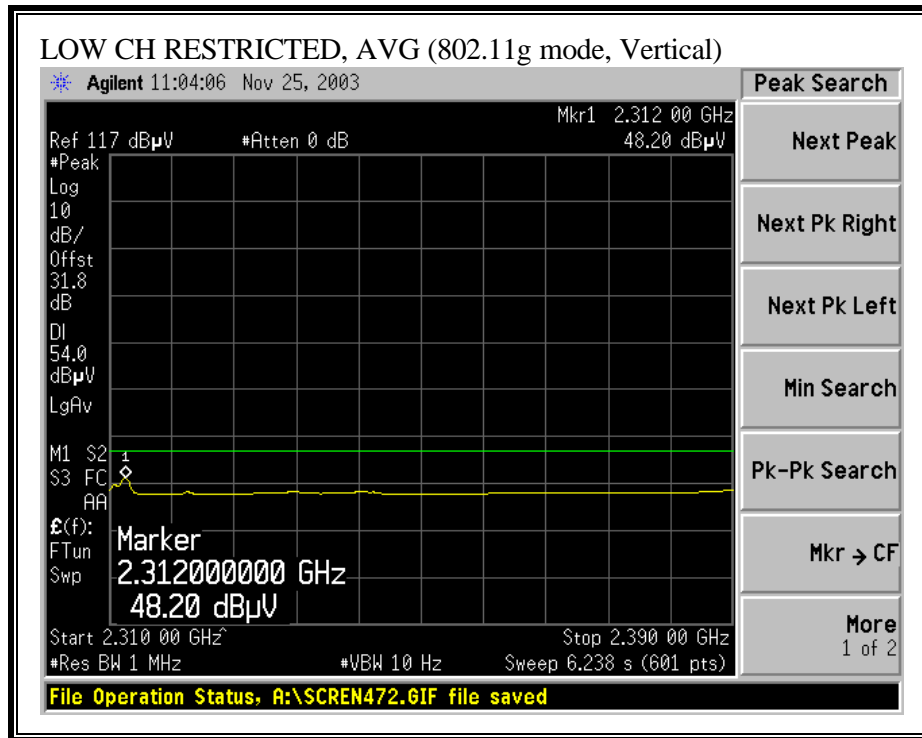 LOW CH RESTRICTED, AVG (802.11g mode, Vertical)
Agilent 11:04:06 Nov 25, 2003
Peak Search
Mkr1 2.312 00 GHz
Ref 117 dBµV #Atten 0 dB 48.20 dBµV
#Peak
Log
10
dB/
Offst
31.8
dB
DI
54.0
dBµV
LgAv
M1 S2
S3 FC
AA
£(f):
FTun
Swp
1
Marker
2.312000000 GHz
48.20 dBµV
Start 2.310 00 GHz^ Stop 2.390 00 GHz
#Res BW 1 MHz #VBW 10 Hz Sweep 6.238 s (601 pts)
Next Peak
Next Pk Right
Next Pk Left
Min Search
Pk-Pk Search
Mkr → CF
More
1 of 2
File Operation Status, A:\SCREN472.GIF file saved